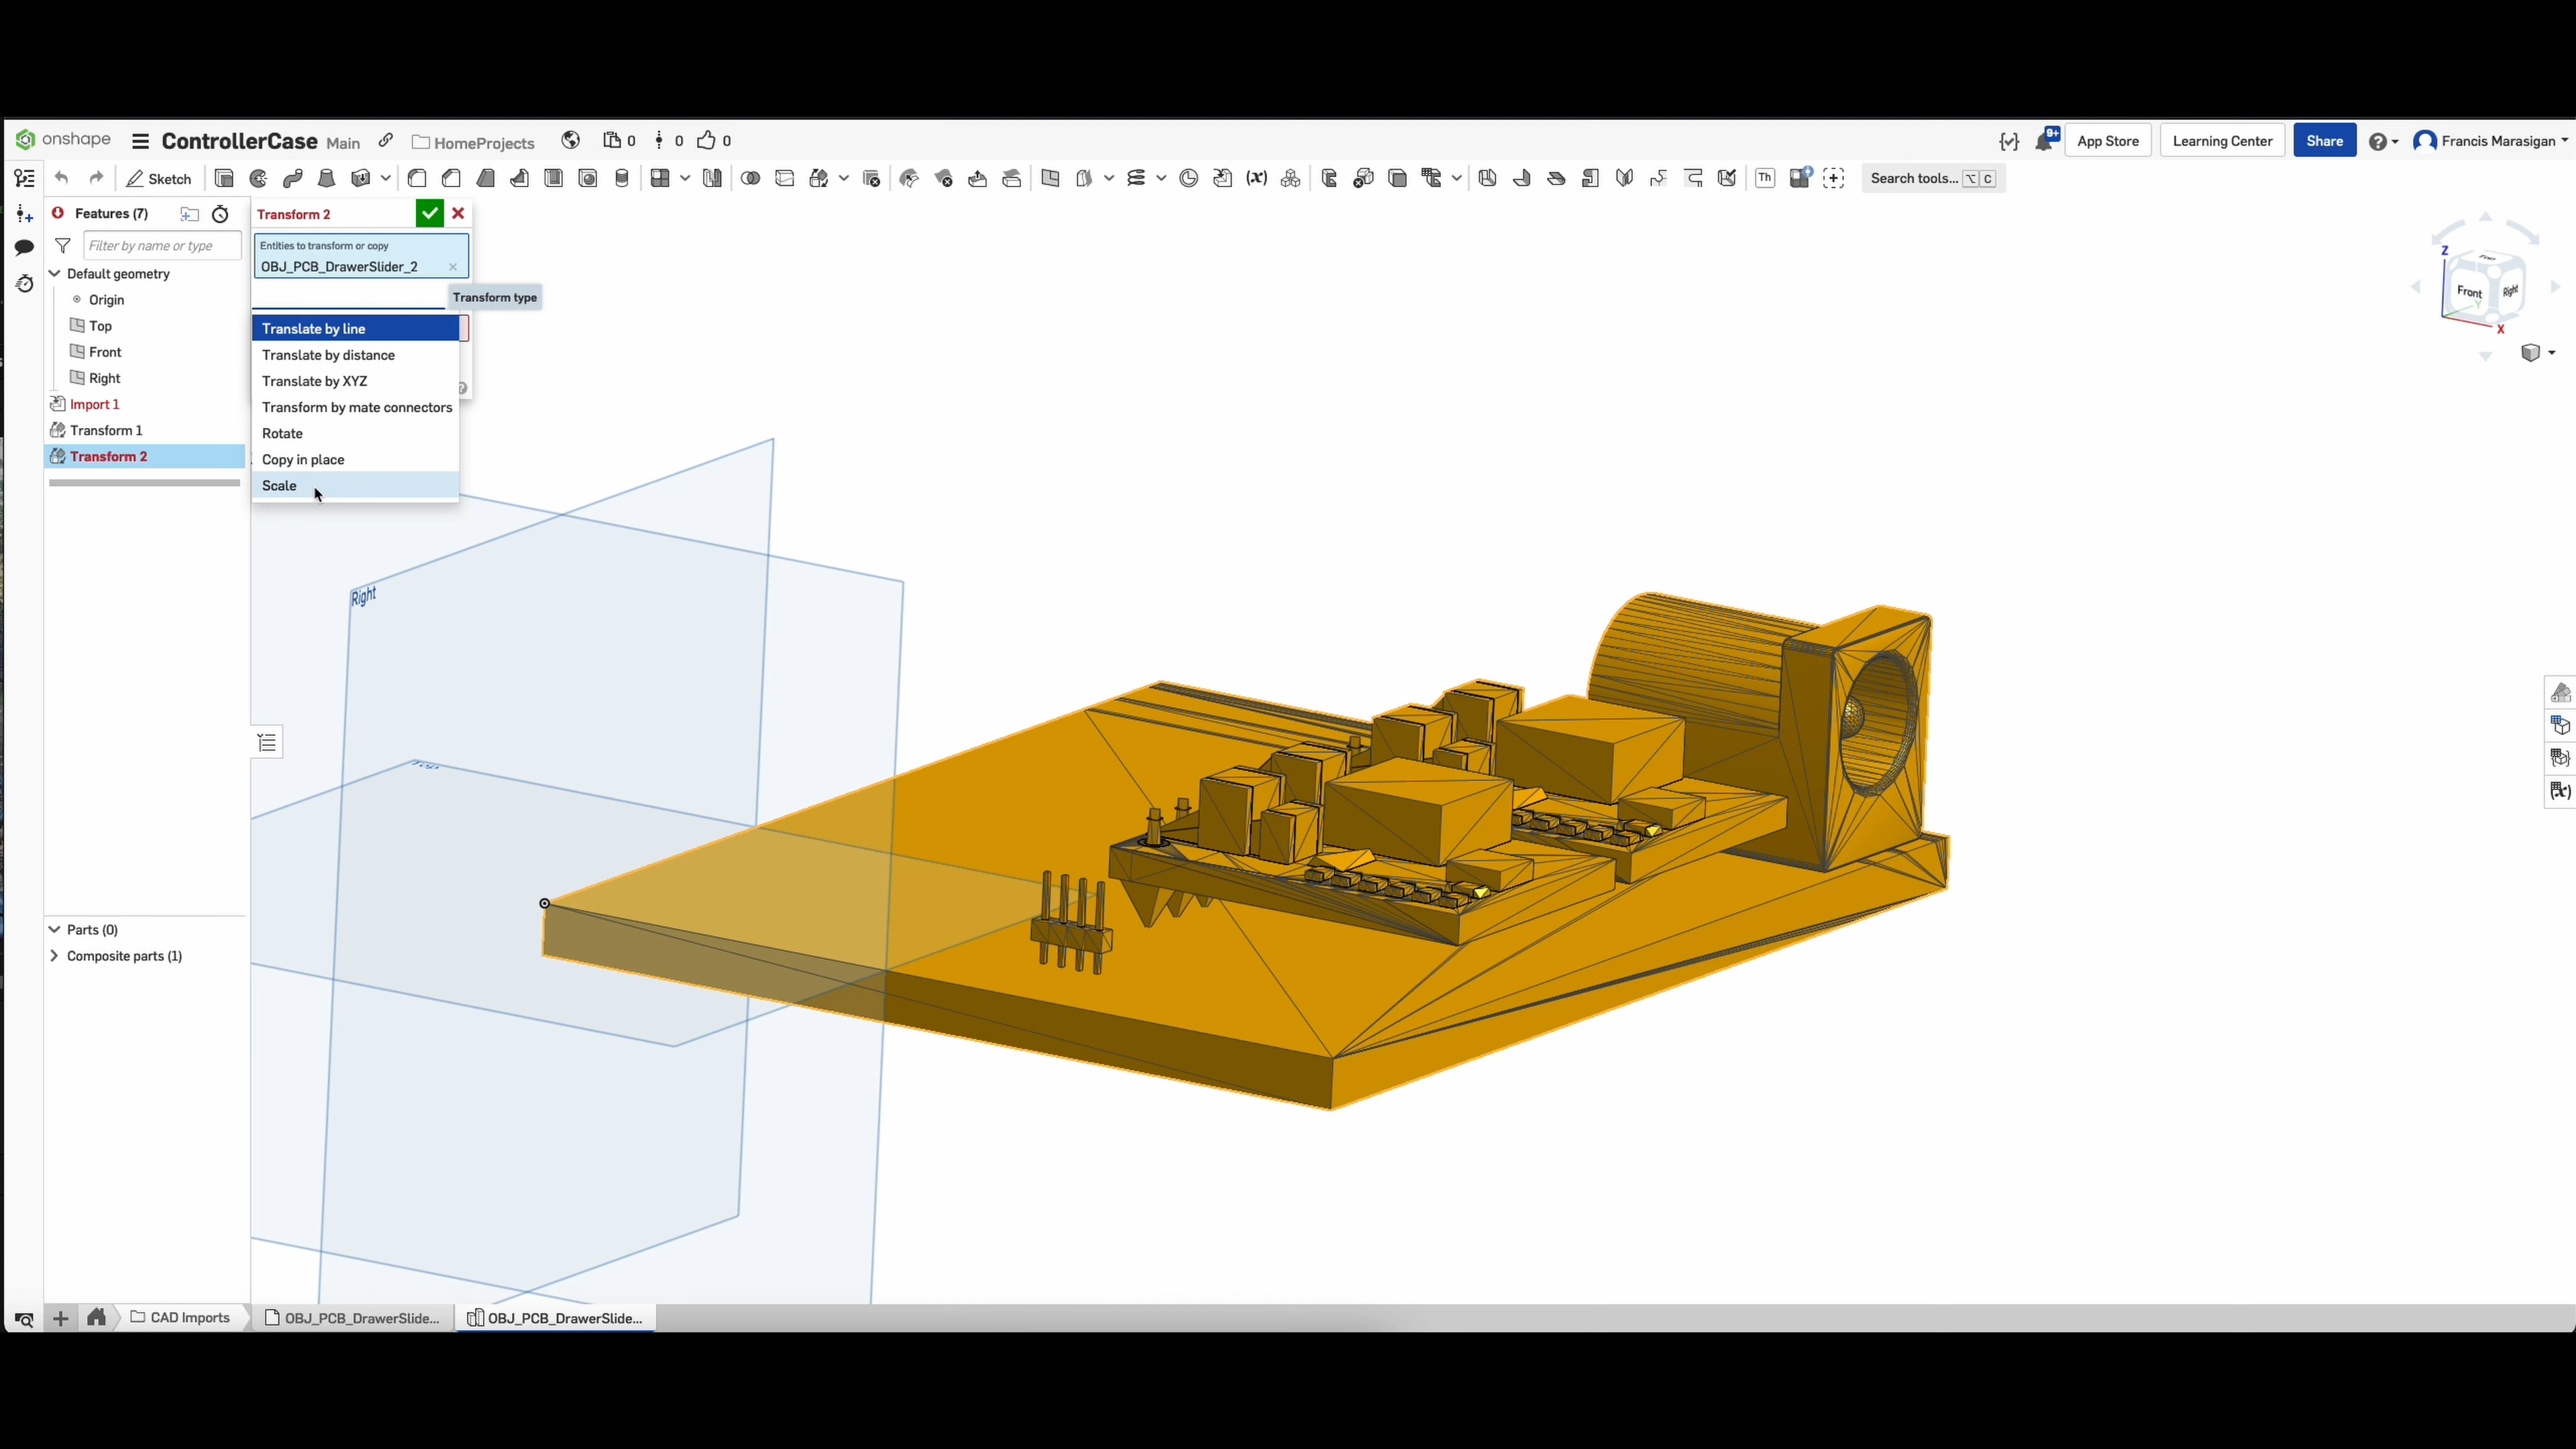 onshape ControllerCase Main HomeProjects 0 0 0 9+ App Store Learning Center Share Francis Marasigan
Sketch Th Search tools... ⌥ C
Features (7)
Filter by name or type
Default geometry
Origin
Top
Front
Right
Import 1
Transform 1
Transform 2
Parts (0)
Composite parts (1)
Transform 2
Entities to transform or copy
OBJ_PCB_DrawerSlider_2
Transform type
Translate by line
Translate by distance
Translate by XYZ
Transform by mate connectors
Rotate
Copy in place
Scale
Right
Top
Z
Top
Front
Right
Y
X
CAD Imports
OBJ_PCB_DrawerSlide...
OBJ_PCB_DrawerSlide...